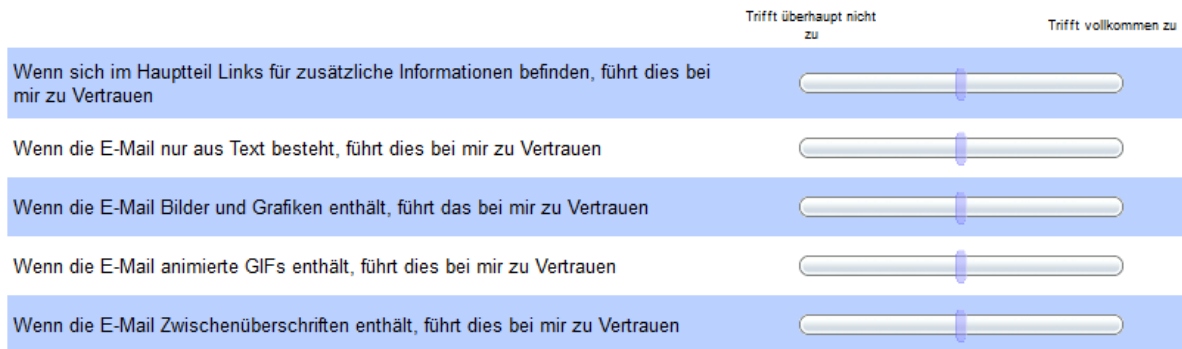 Trifft überhaupt nicht
zu
Trifft vollkommen zu
Wenn sich im Hauptteil Links für zusätzliche Informationen befinden, führt dies bei
mir zu Vertrauen
Wenn die E-Mail nur aus Text besteht, führt dies bei mir zu Vertrauen
Wenn die E-Mail Bilder und Grafiken enthält, führt das bei mir zu Vertrauen
Wenn die E-Mail animierte GIFs enthält, führt dies bei mir zu Vertrauen
Wenn die E-Mail Zwischenüberschriften enthält, führt dies bei mir zu Vertrauen